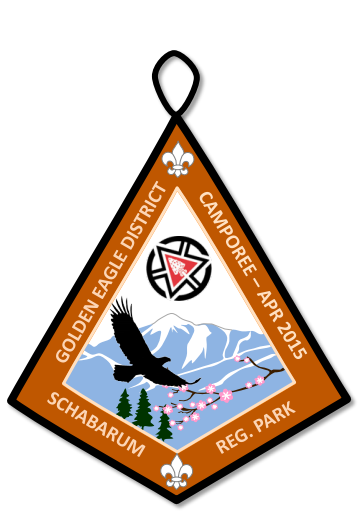 GOLDEN EAGLE DISTRICT
CAMPOREE – APR 2015
SCHABARUM
REG. PARK